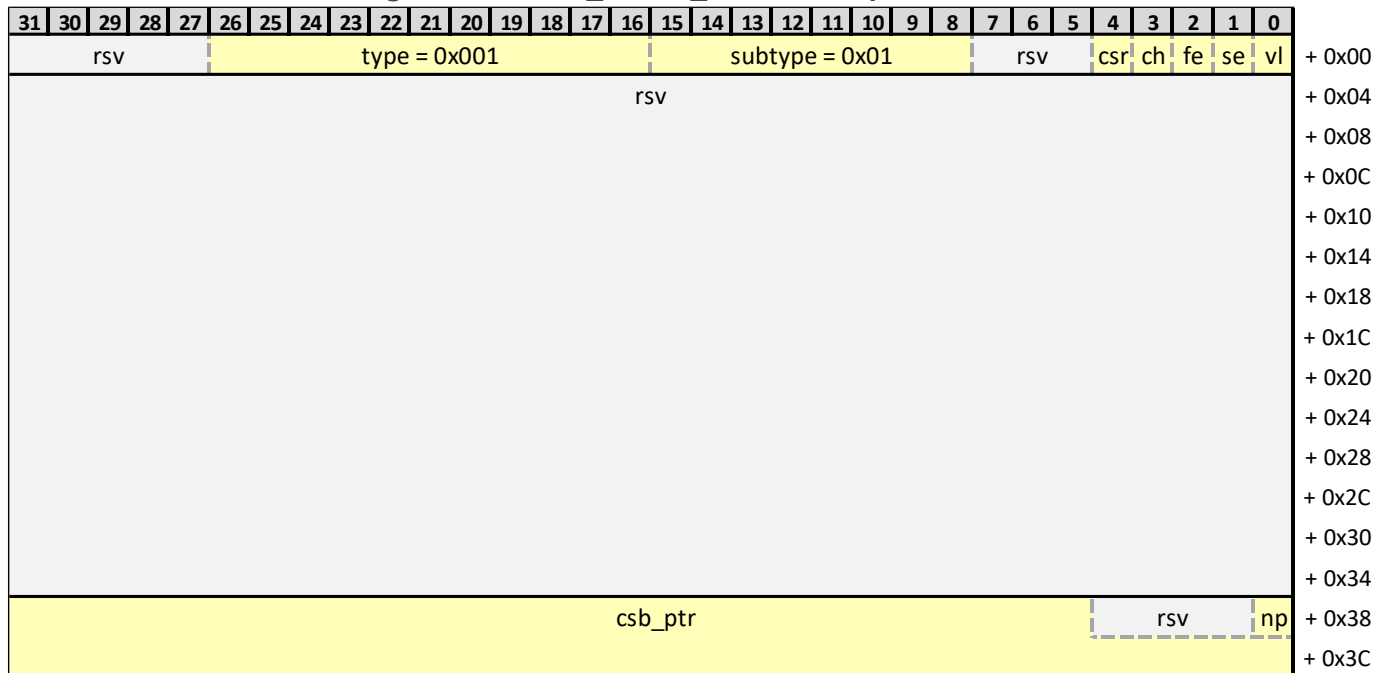 31 30 29 28 27 26 25 24 23 22 21 20 19 18 17 16 15 14 13 12 11 10 9 8 7 6 5 4 3 2 1 0
rsv type = 0x001 subtype = 0x01 rsv csr ch fe se vl + 0x00
rsv + 0x04
+ 0x08
+ 0x0C
+ 0x10
+ 0x14
+ 0x18
+ 0x1C
+ 0x20
+ 0x24
+ 0x28
+ 0x2C
+ 0x30
+ 0x34
csb_ptr rsv np + 0x38
+ 0x3C